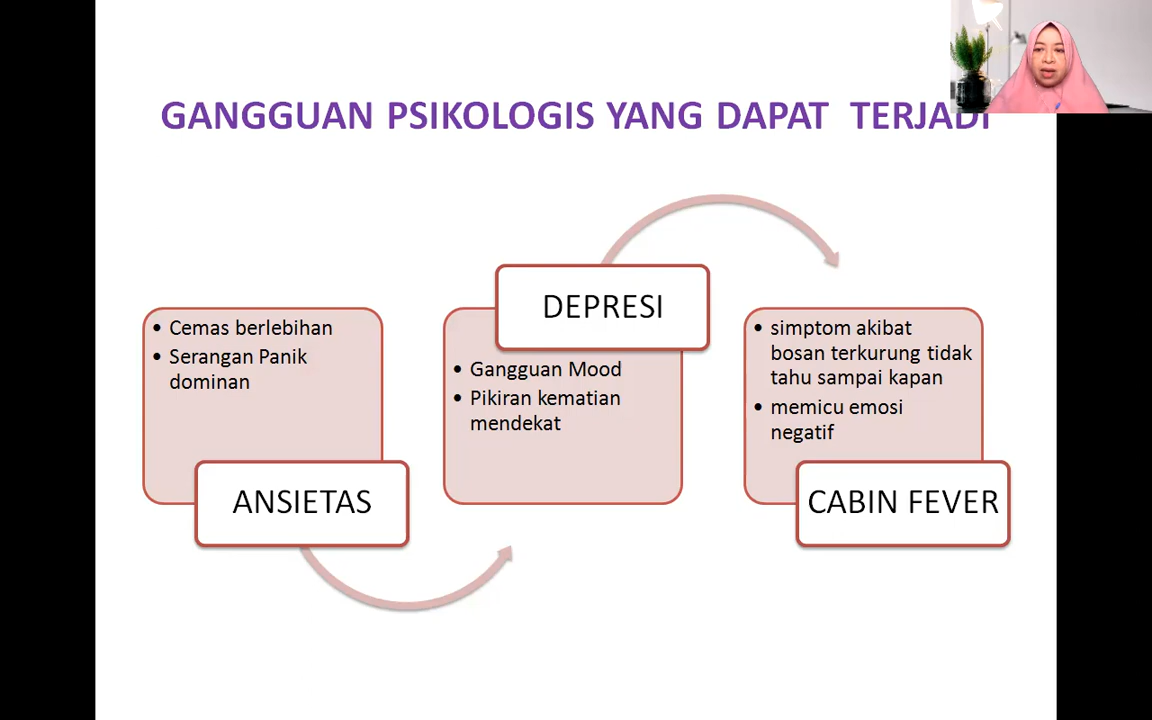 GANGGUAN PSIKOLOGIS YANG DAPAT TERJADI
• Cemas berlebihan
• Serangan Panik
dominan
ANSIETAS
DEPRESI
• Gangguan Mood
• Pikiran kematian
mendekat
• simptom akibat
bosan terkurung tidak
tahu sampai kapan
• memicu emosi
negatif
CABIN FEVER